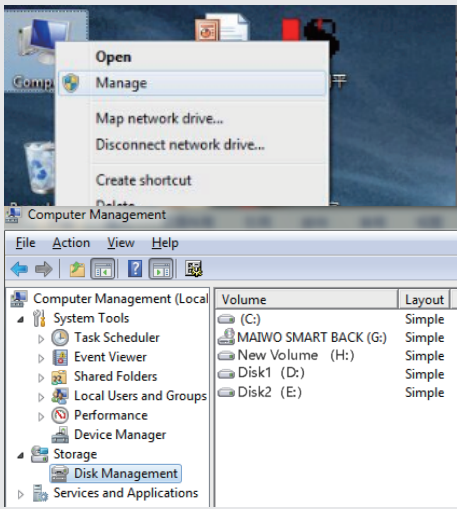 Open
Manage
Map network drive...
Disconnect network drive...
Create shortcut
Delete
Computer Management
File Action View Help
Computer Management (Local
System Tools
Task Scheduler
Event Viewer
Shared Folders
Local Users and Groups
Performance
Device Manager
Storage
Disk Management
Services and Applications
Volume Layout
(C:) Simple
MAIWO SMART BACK (G:) Simple
New Volume (H:) Simple
Disk1 (D:) Simple
Disk2 (E:) Simple